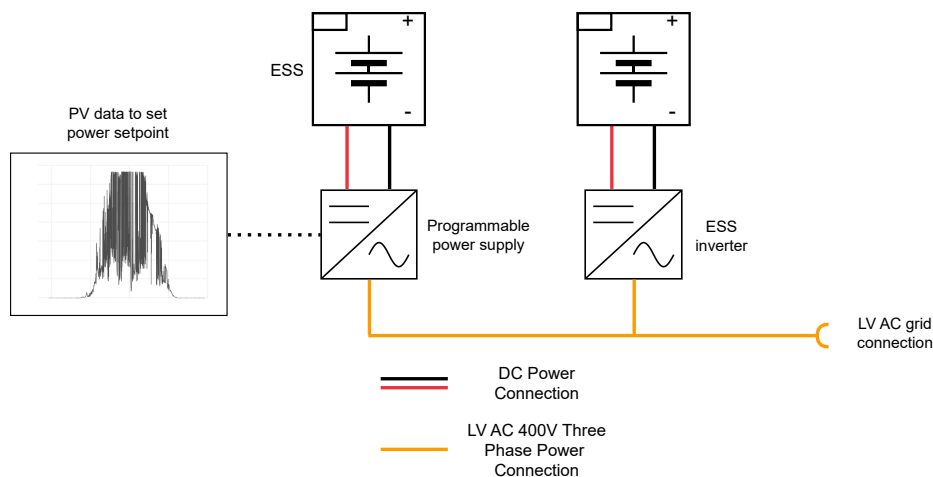 +
-
ESS
+
-
PV data to set
power setpoint
Programmable
power supply
ESS
inverter
LV AC grid
connection
DC Power
Connection
LV AC 400V Three
Phase Power
Connection